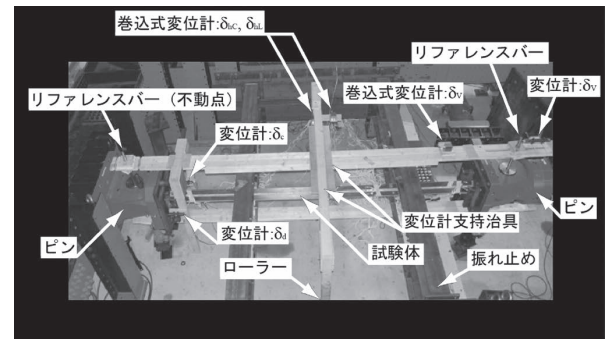 巻込式変位計:δhC, δhL
リファレンスバー
リファレンスバー（不動点）
巻込式変位計:δV
変位計:δV
変位計:δc
ピン
変位計:δd
変位計支持治具
ピン
試験体
振れ止め
ローラー